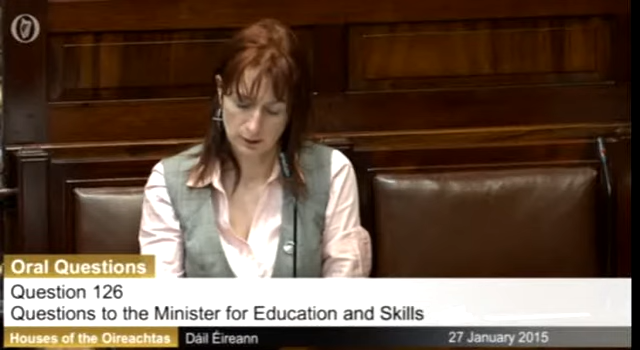 Oral Questions
Question 126
Questions to the Minister for Education and Skills
Houses of the Oireachtas Dáil Éireann 27 January 2015